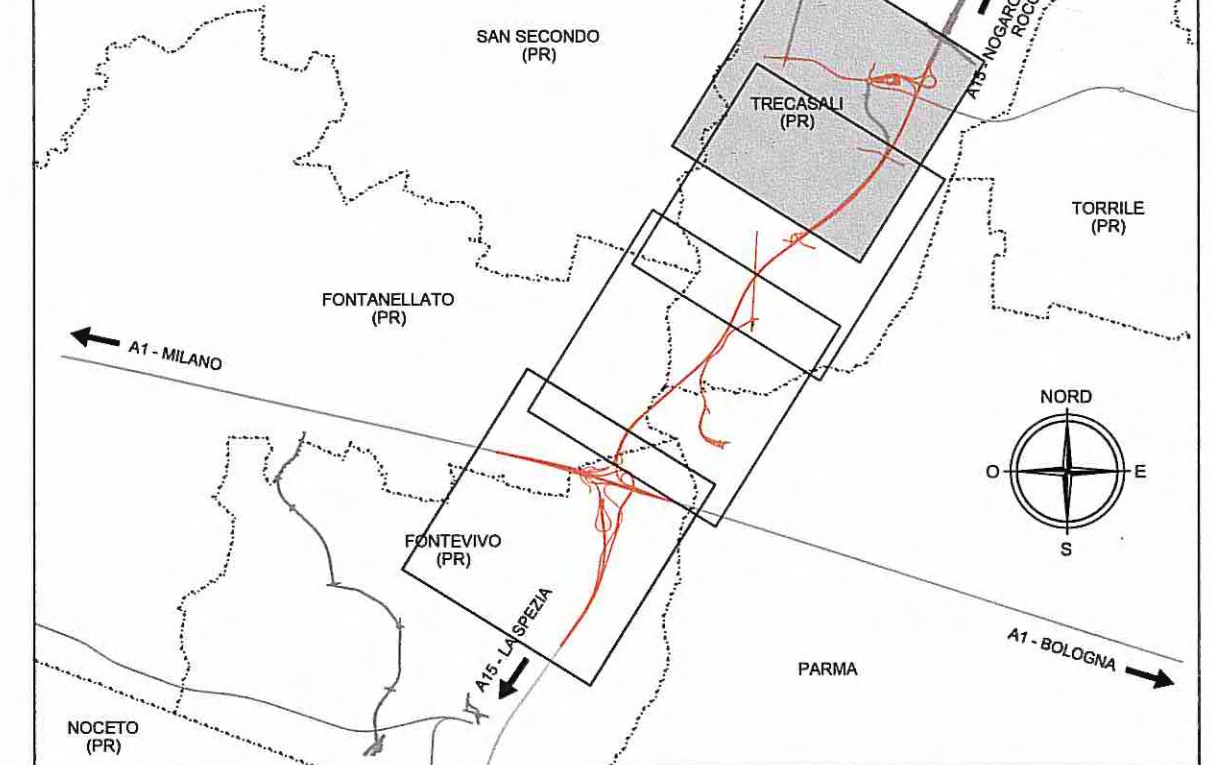 SAN SECONDO
(PR)
A15 - NOGARO
ROCC
TRECASALI
(PR)
TORRILE
(PR)
FONTANELLATO
(PR)
A1 - MILANO
NORD
O
E
S
FONTEVIVO
(PR)
A15 - LA SPEZIA
A1 - BOLOGNA
PARMA
NOCETO
(PR)